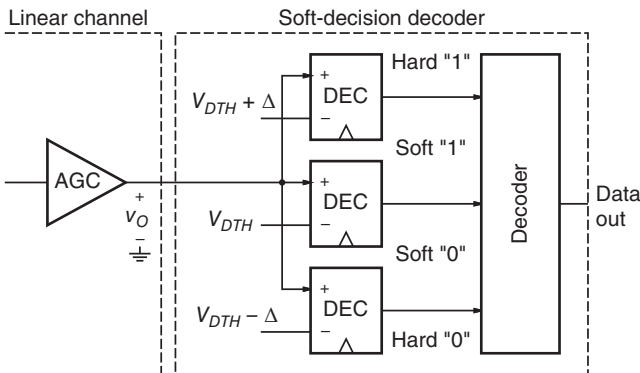 Linear channel
Soft-decision decoder
Hard "1"
+
DEC
V_DTH + Δ
−
Soft "1"
AGC
+
v_O
−
+
DEC
V_DTH
−
Decoder
Data
out
Soft "0"
+
DEC
V_DTH − Δ
−
Hard "0"